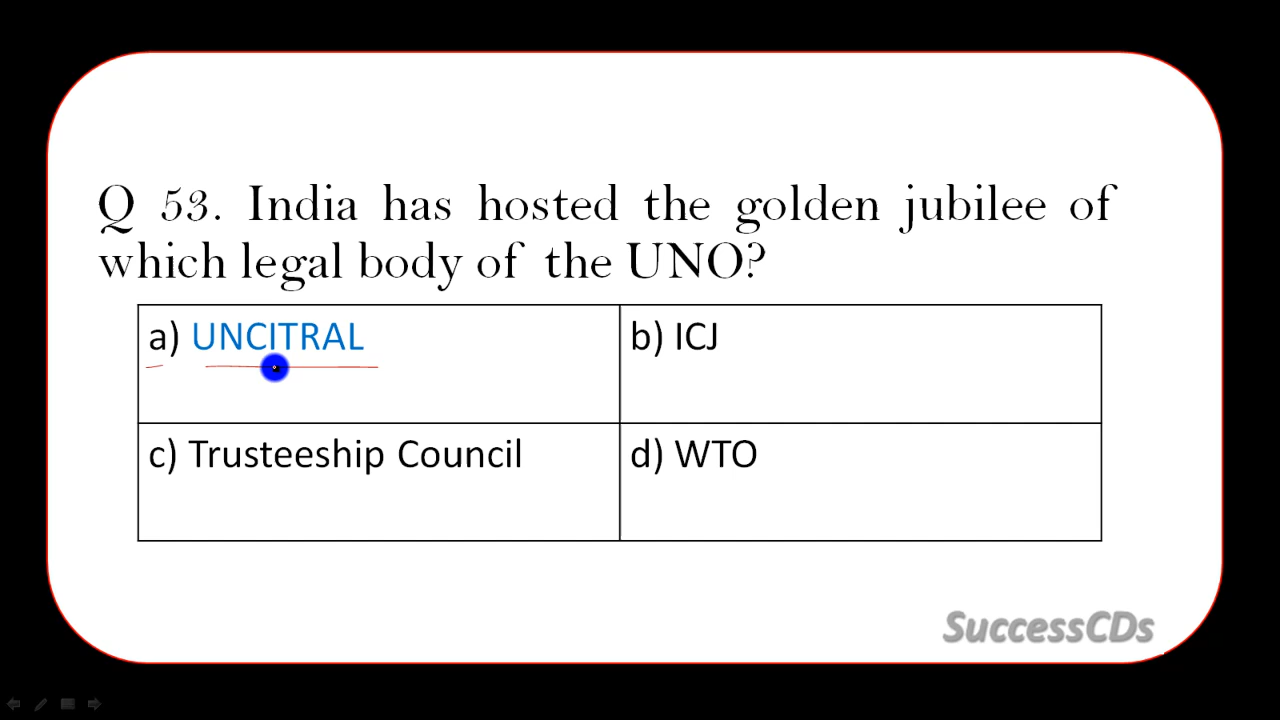 Q 53. India has hosted the golden jubilee of
which legal body of the UNO?
a) UNCITRAL
b) ICJ
c) Trusteeship Council
d) WTO
SuccessCDs